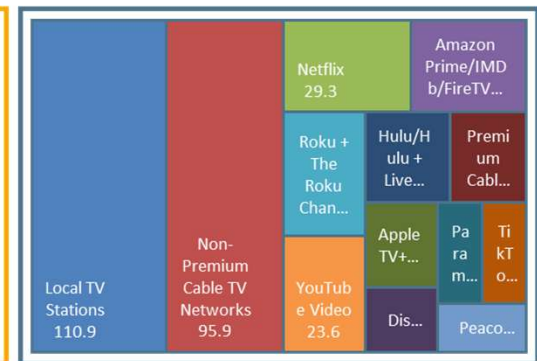 Local TV
Stations
110.9
Non-
Premium
Cable TV
Networks
95.9
Netflix
29.3
Amazon
Prime/IMD
b/FireTV...
Roku +
The
Roku
Chan...
Hulu/H
ulu +
Live...
Premi
um
Cabl...
YouTub
e Video
23.6
Apple
TV+...
Pa
ra
m...
Ti
kT
o...
Dis...
Peaco...